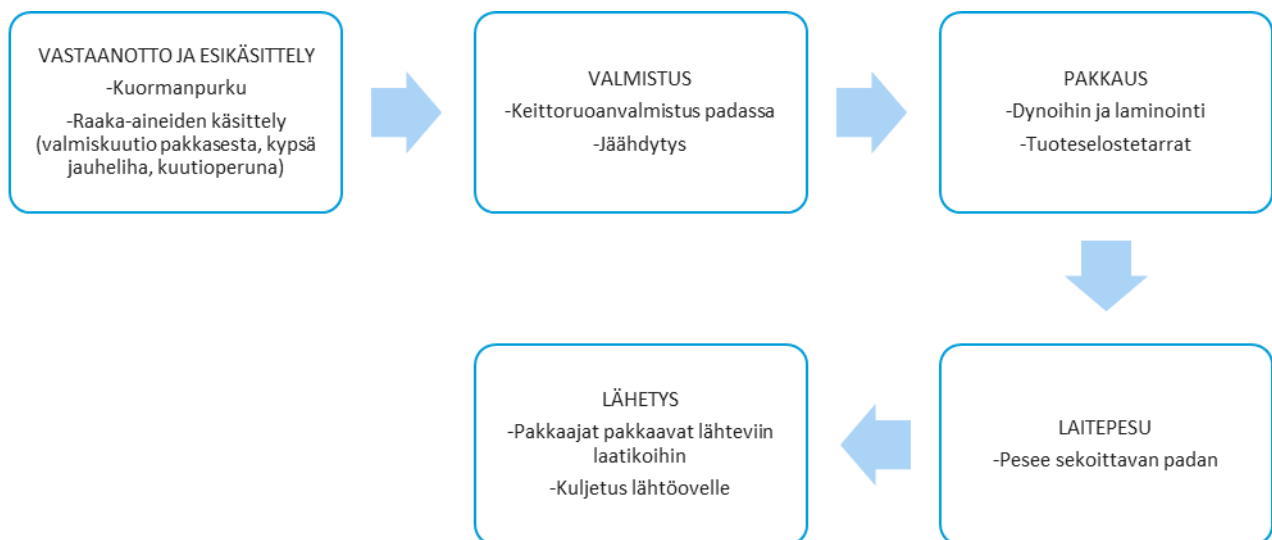 VASTAANOTTO JA ESIKÄSITTELY
-Kuormanpurku
-Raaka-aineiden käsittely
(valmiskuutio pakkasesta, kypsä
jauheliha, kuutioperuna)
VALMISTUS
-Keittoruoanvalmistus padassa
-Jäähdytys
PAKKAUS
-Dynoihin ja laminointi
-Tuoteselostetarrat
LAITEPESU
-Pesee sekoittavan padan
LÄHETYS
-Pakkaajat pakkaavat lähteviin
laatikoihin
-Kuljetus lähtöovelle